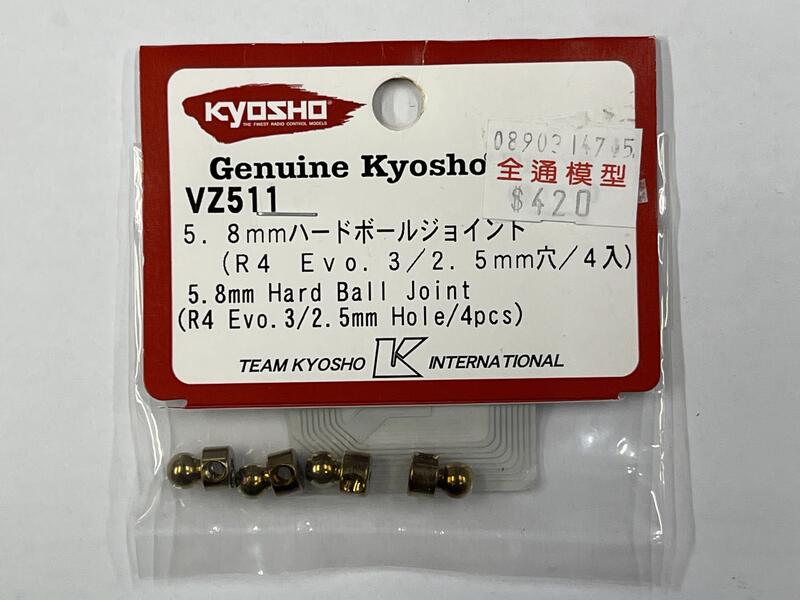 KYOSHO
THE FINEST RADIO CONTROL MODELS
Genuine Kyosho
全通模型
$420
VZ511
5.8mmハードボールジョイント
(R4 Evo.3/2.5mm穴/4入)
5.8mm Hard Ball Joint
(R4 Evo.3/2.5mm Hole/4pcs)
TEAM KYOSHO K INTERNATIONAL